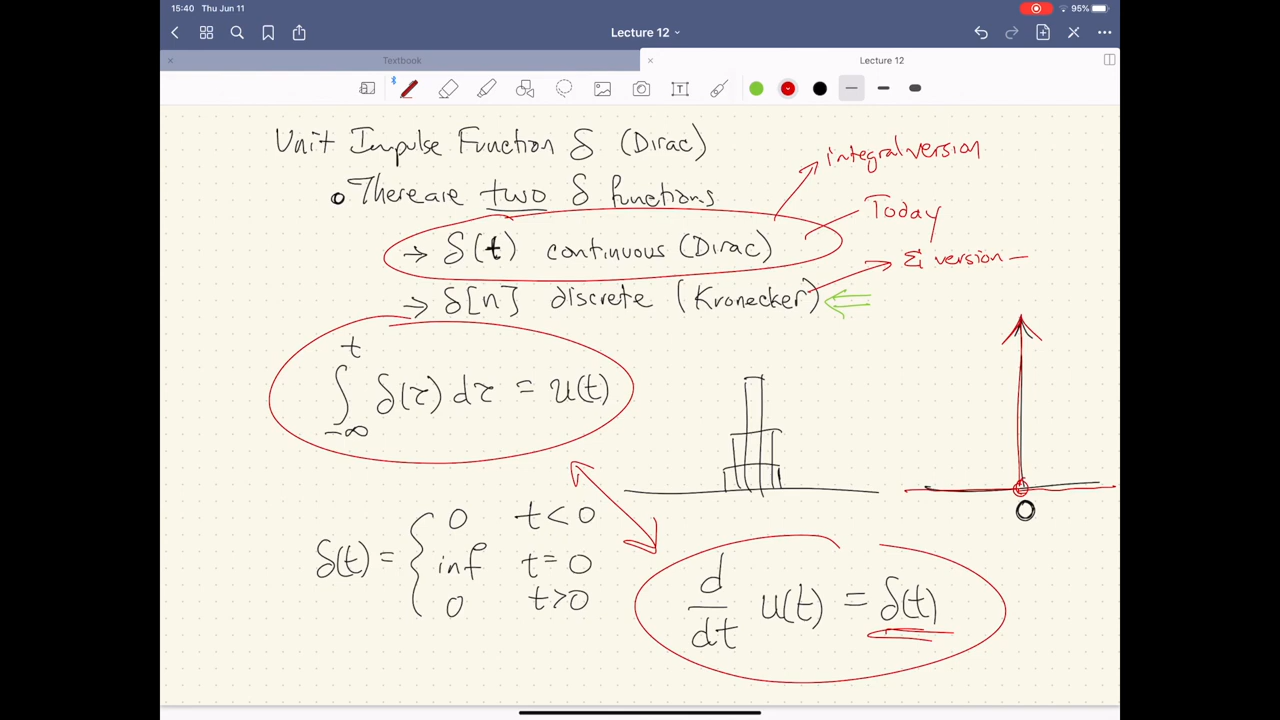 15:40 Thu Jun 11
95%
Lecture 12
Textbook
Lecture 12
Unit Impulse Function δ (Dirac)
integral version
There are two δ functions
Today
→ δ(t) continuous (Dirac)
Σ version
→ δ[n] discrete (Kronecker)
∫_{-∞}^{t} δ(τ) dτ = u(t)
0
δ(t) = { 0 t < 0
inf t = 0
0 t > 0
d/dt u(t) = δ(t)